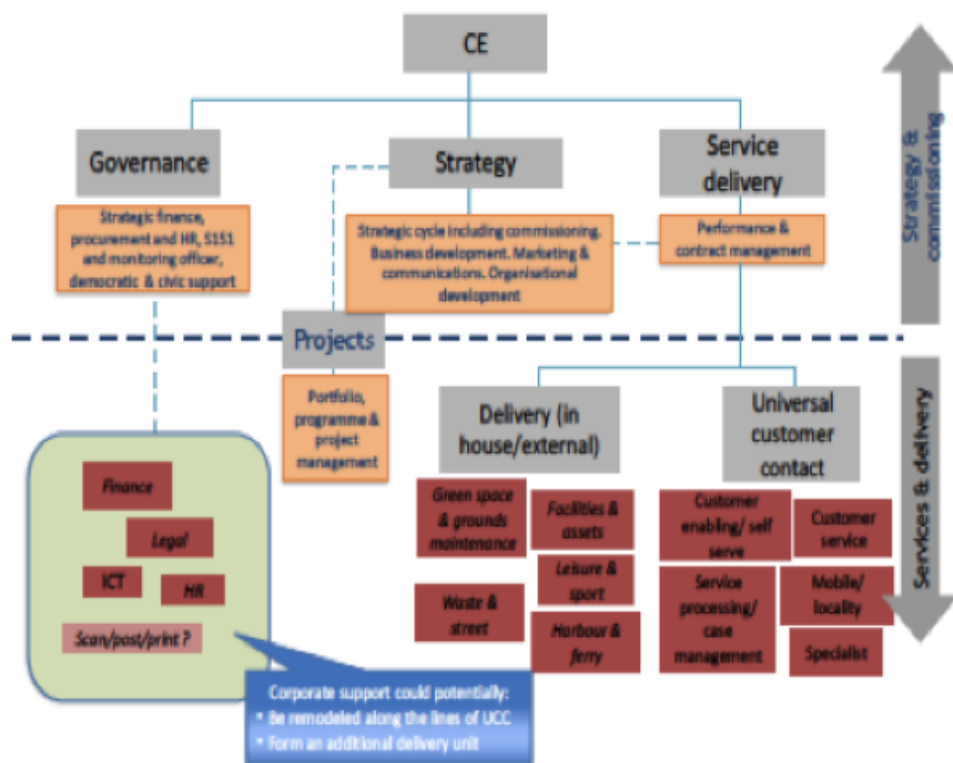 CE
Governance
Strategy
Service
delivery
Strategy &
commissioning
Strategic finance,
procurement and HR, S151
and monitoring officer,
democratic & civic support
Strategic cycle including commissioning.
Business development. Marketing &
communications. Organisational
development
Performance &
contract management
Projects
Portfolio,
programme &
project
management
Delivery (in
house/external)
Universal
customer
contact
Services & delivery
Finance
Legal
ICT
HR
Scan/post/print ?
Green space
& grounds
maintenance
Facilities &
assets
Leisure &
sport
Waste &
street
Harbour &
ferry
Customer
enabling/ self
serve
Customer
service
Service
processing/
case
management
Mobile/
locality
Specialist
Corporate support could potentially:
• Be remodeled along the lines of UCC
• Form an additional delivery unit